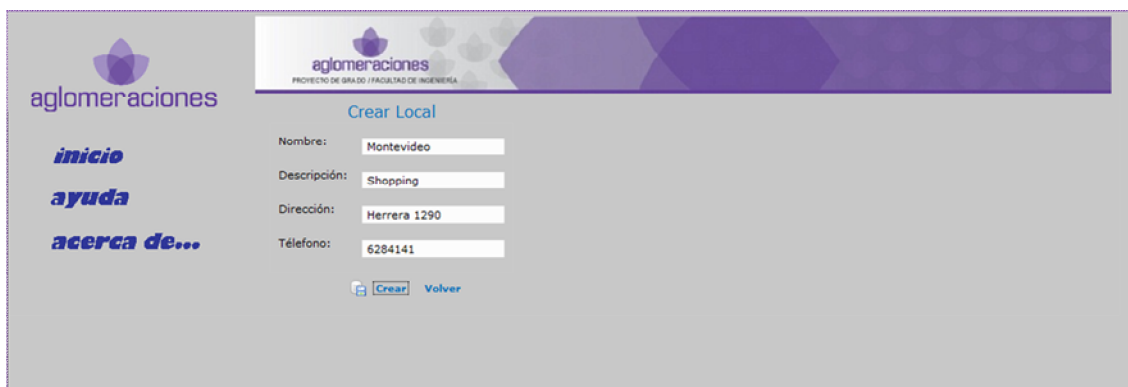 aglomeraciones
inicio
ayuda
acerca de...
aglomeraciones
PROYECTO DE GRADO / FACULTAD DE INGENIERÍA
Crear Local
Nombre: Montevideo
Descripción: Shopping
Dirección: Herrera 1290
Télefono: 6284141
Crear Volver